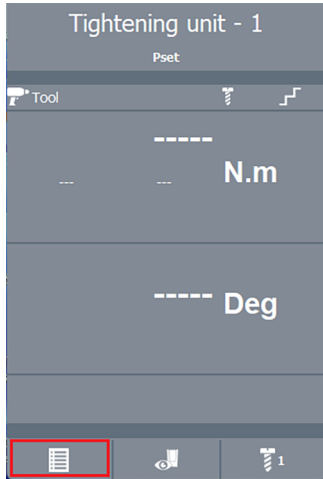 Tightening unit - 1
Pset
Tool
-----
--- --- N.m
----- Deg
1